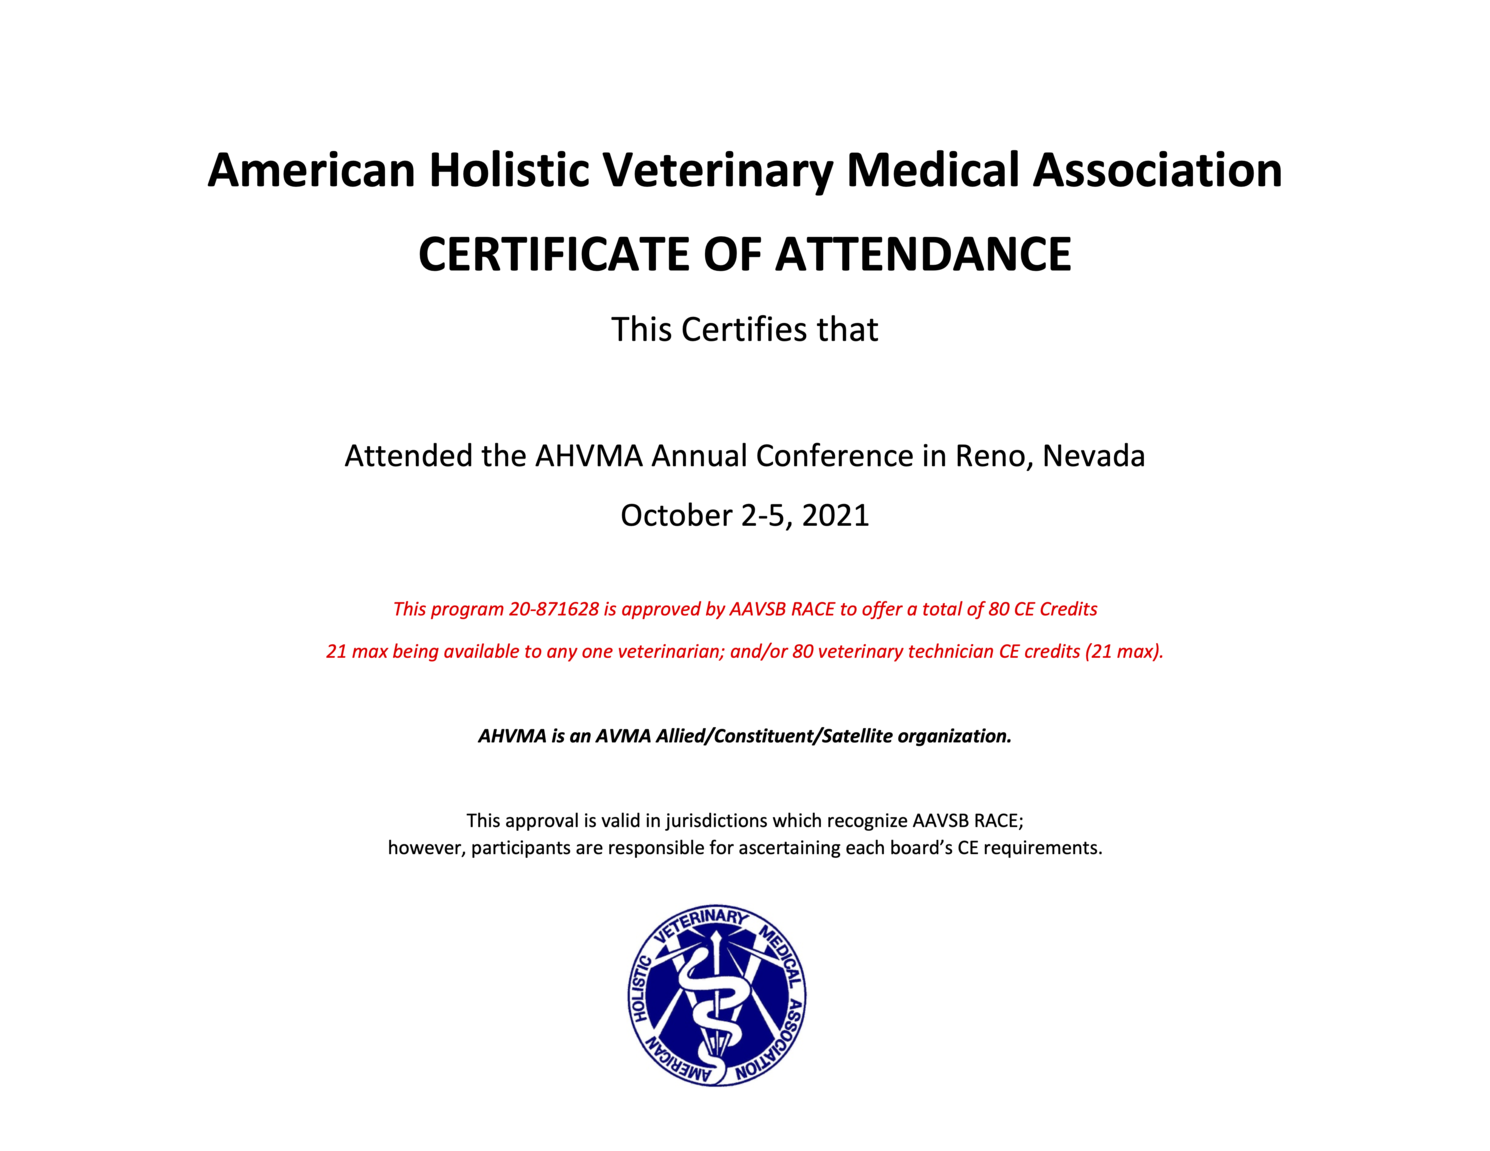 American Holistic Veterinary Medical Association
CERTIFICATE OF ATTENDANCE
This Certifies that
Attended the AHVMA Annual Conference in Reno, Nevada
October 2-5, 2021
This program 20-871628 is approved by AAVSB RACE to offer a total of 80 CE Credits
21 max being available to any one veterinarian; and/or 80 veterinary technician CE credits (21 max).
AHVMA is an AVMA Allied/Constituent/Satellite organization.
This approval is valid in jurisdictions which recognize AAVSB RACE;
however, participants are responsible for ascertaining each board’s CE requirements.
AMERICAN HOLISTIC VETERINARY MEDICAL ASSOCIATION